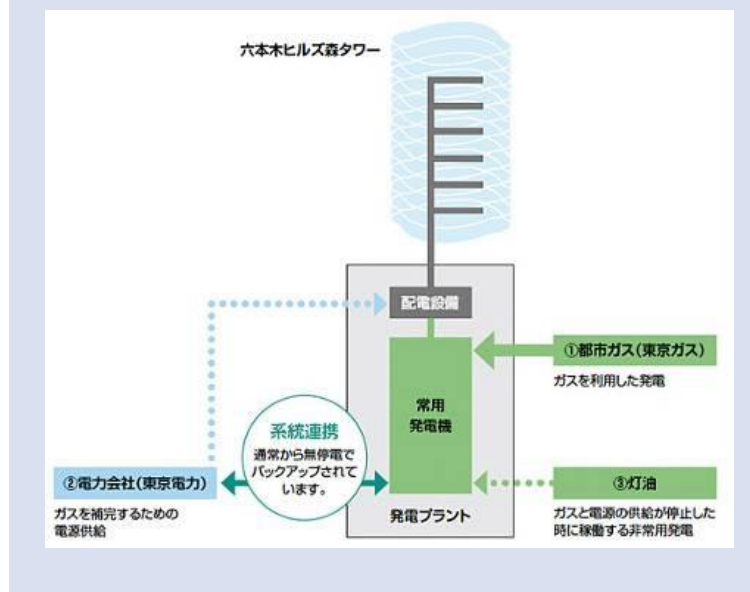 六本木ヒルズ森タワー
配電設備
①都市ガス(東京ガス)
ガスを利用した発電
常用
発電機
系統連携
通常から無停電で
バックアップされて
います。
②電力会社(東京電力)
ガスを補完するための
電源供給
③灯油
ガスと電源の供給が停止した
時に稼働する非常用発電
発電プラント